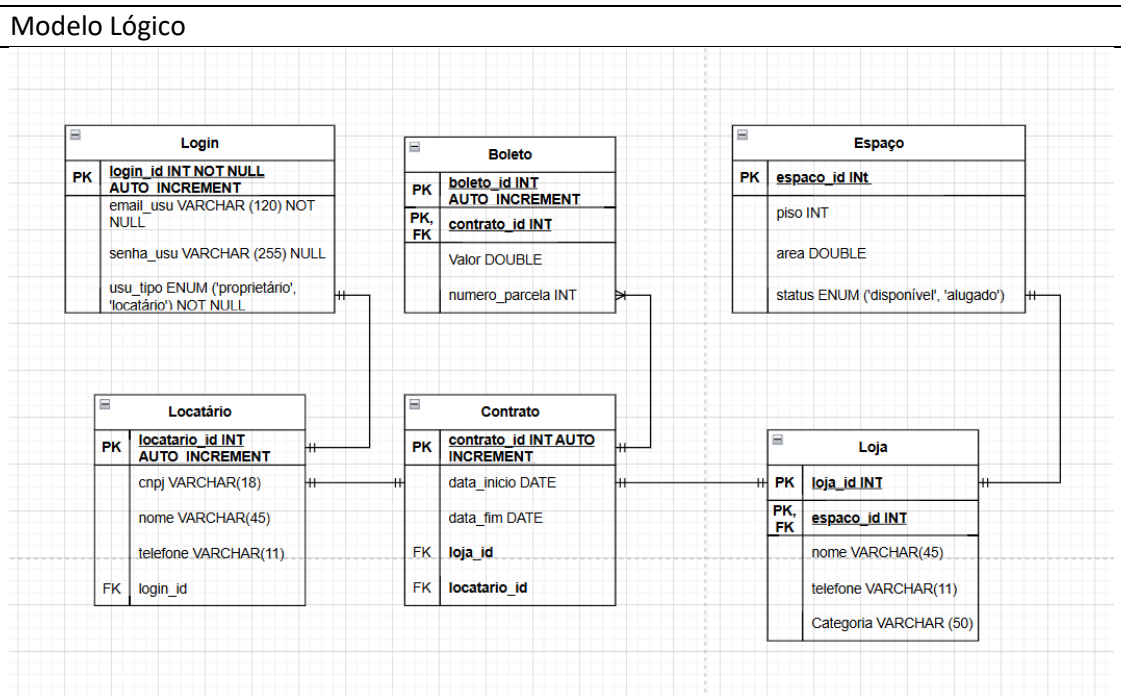 Modelo Lógico
Login
PK
login_id INT NOT NULL
AUTO_INCREMENT
email_usu VARCHAR (120) NOT
NULL
senha_usu VARCHAR (255) NULL
usu_tipo ENUM ('proprietário',
'locatário') NOT NULL
Boleto
PK
boleto_id INT
AUTO_INCREMENT
PK,
FK
contrato_id INT
Valor DOUBLE
numero_parcela INT
Espaço
PK
espaco_id INt
piso INT
area DOUBLE
status ENUM ('disponível', 'alugado')
Locatário
PK
locatario_id INT
AUTO_INCREMENT
cnpj VARCHAR(18)
nome VARCHAR(45)
telefone VARCHAR(11)
FK login_id
Contrato
PK
contrato_id INT AUTO
INCREMENT
data_inicio DATE
data_fim DATE
FK loja_id
FK locatario_id
Loja
PK loja_id INT
PK,
FK
espaco_id INT
nome VARCHAR(45)
telefone VARCHAR(11)
Categoria VARCHAR (50)